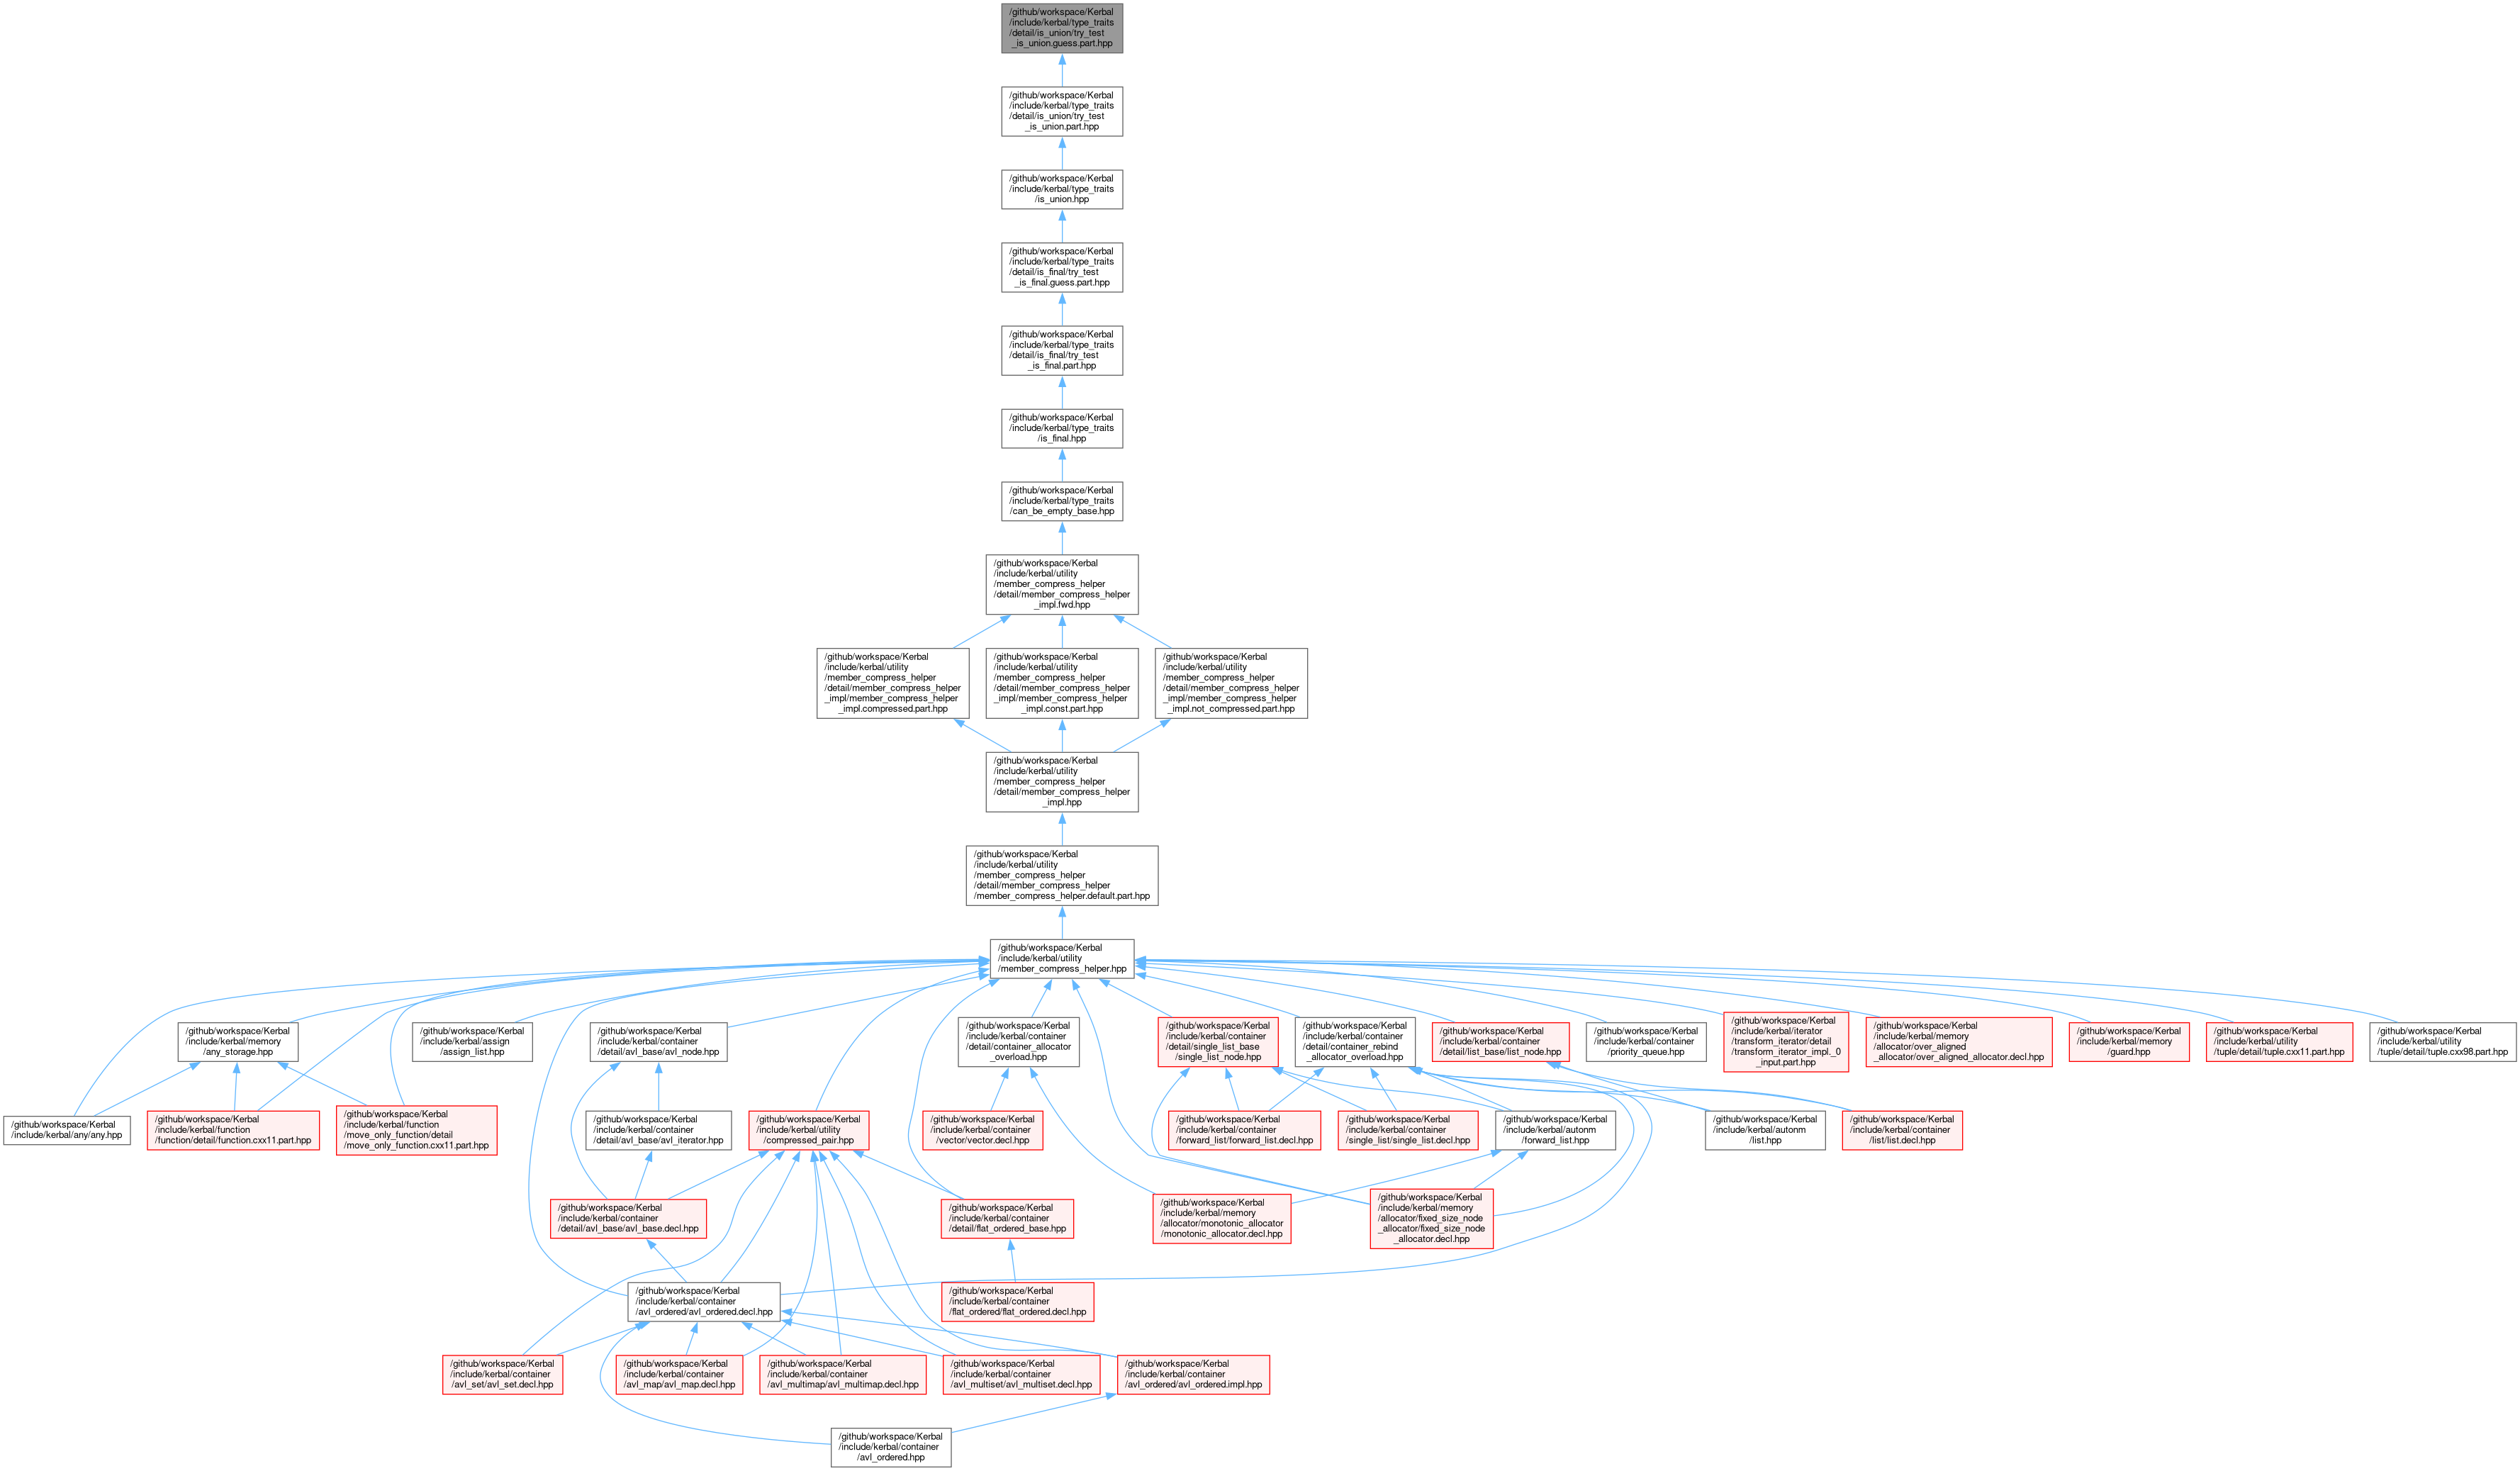 /github/workspace/Kerbal
/include/kerbal/type_traits
/detail/is_union/try_test
_is_union.guess.part.hpp
/github/workspace/Kerbal
/include/kerbal/type_traits
/detail/is_union/try_test
_is_union.part.hpp
/github/workspace/Kerbal
/include/kerbal/type_traits
/is_union.hpp
/github/workspace/Kerbal
/include/kerbal/type_traits
/detail/is_final/try_test
_is_final.guess.part.hpp
/github/workspace/Kerbal
/include/kerbal/type_traits
/detail/is_final/try_test
_is_final.part.hpp
/github/workspace/Kerbal
/include/kerbal/type_traits
/is_final.hpp
/github/workspace/Kerbal
/include/kerbal/type_traits
/can_be_empty_base.hpp
/github/workspace/Kerbal
/include/kerbal/utility
/member_compress_helper
/detail/member_compress_helper
_impl.fwd.hpp
/github/workspace/Kerbal
/include/kerbal/utility
/member_compress_helper
/detail/member_compress_helper
_impl/member_compress_helper
_impl.compressed.part.hpp
/github/workspace/Kerbal
/include/kerbal/utility
/member_compress_helper
/detail/member_compress_helper
_impl/member_compress_helper
_impl.const.part.hpp
/github/workspace/Kerbal
/include/kerbal/utility
/member_compress_helper
/detail/member_compress_helper
_impl/member_compress_helper
_impl.not_compressed.part.hpp
/github/workspace/Kerbal
/include/kerbal/utility
/member_compress_helper
/detail/member_compress_helper
_impl.hpp
/github/workspace/Kerbal
/include/kerbal/utility
/member_compress_helper
/detail/member_compress_helper
/member_compress_helper.default.part.hpp
/github/workspace/Kerbal
/include/kerbal/utility
/member_compress_helper.hpp
/github/workspace/Kerbal
/include/kerbal/memory
/any_storage.hpp
/github/workspace/Kerbal
/include/kerbal/assign
/assign_list.hpp
/github/workspace/Kerbal
/include/kerbal/container
/detail/avl_base/avl_node.hpp
/github/workspace/Kerbal
/include/kerbal/container
/detail/container_allocator
_overload.hpp
/github/workspace/Kerbal
/include/kerbal/container
/detail/single_list_base
/single_list_node.hpp
/github/workspace/Kerbal
/include/kerbal/container
/detail/container_rebind
_allocator_overload.hpp
/github/workspace/Kerbal
/include/kerbal/container
/detail/list_base/list_node.hpp
/github/workspace/Kerbal
/include/kerbal/container
/priority_queue.hpp
/github/workspace/Kerbal
/include/kerbal/iterator
/transform_iterator/detail
/transform_iterator_impl._0
_input.part.hpp
/github/workspace/Kerbal
/include/kerbal/memory
/allocator/over_aligned
_allocator/over_aligned_allocator.decl.hpp
/github/workspace/Kerbal
/include/kerbal/memory
/guard.hpp
/github/workspace/Kerbal
/include/kerbal/utility
/tuple/detail/tuple.cxx11.part.hpp
/github/workspace/Kerbal
/include/kerbal/utility
/tuple/detail/tuple.cxx98.part.hpp
/github/workspace/Kerbal
/include/kerbal/any/any.hpp
/github/workspace/Kerbal
/include/kerbal/function
/function/detail/function.cxx11.part.hpp
/github/workspace/Kerbal
/include/kerbal/function
/move_only_function/detail
/move_only_function.cxx11.part.hpp
/github/workspace/Kerbal
/include/kerbal/container
/detail/avl_base/avl_iterator.hpp
/github/workspace/Kerbal
/include/kerbal/utility
/compressed_pair.hpp
/github/workspace/Kerbal
/include/kerbal/container
/vector/vector.decl.hpp
/github/workspace/Kerbal
/include/kerbal/container
/forward_list/forward_list.decl.hpp
/github/workspace/Kerbal
/include/kerbal/container
/single_list/single_list.decl.hpp
/github/workspace/Kerbal
/include/kerbal/autonm
/forward_list.hpp
/github/workspace/Kerbal
/include/kerbal/autonm
/list.hpp
/github/workspace/Kerbal
/include/kerbal/container
/list/list.decl.hpp
/github/workspace/Kerbal
/include/kerbal/container
/detail/avl_base/avl_base.decl.hpp
/github/workspace/Kerbal
/include/kerbal/container
/detail/flat_ordered_base.hpp
/github/workspace/Kerbal
/include/kerbal/memory
/allocator/monotonic_allocator
/monotonic_allocator.decl.hpp
/github/workspace/Kerbal
/include/kerbal/memory
/allocator/fixed_size_node
_allocator/fixed_size_node
_allocator.decl.hpp
/github/workspace/Kerbal
/include/kerbal/container
/avl_ordered/avl_ordered.decl.hpp
/github/workspace/Kerbal
/include/kerbal/container
/flat_ordered/flat_ordered.decl.hpp
/github/workspace/Kerbal
/include/kerbal/container
/avl_set/avl_set.decl.hpp
/github/workspace/Kerbal
/include/kerbal/container
/avl_map/avl_map.decl.hpp
/github/workspace/Kerbal
/include/kerbal/container
/avl_multimap/avl_multimap.decl.hpp
/github/workspace/Kerbal
/include/kerbal/container
/avl_multiset/avl_multiset.decl.hpp
/github/workspace/Kerbal
/include/kerbal/container
/avl_ordered/avl_ordered.impl.hpp
/github/workspace/Kerbal
/include/kerbal/container
/avl_ordered.hpp